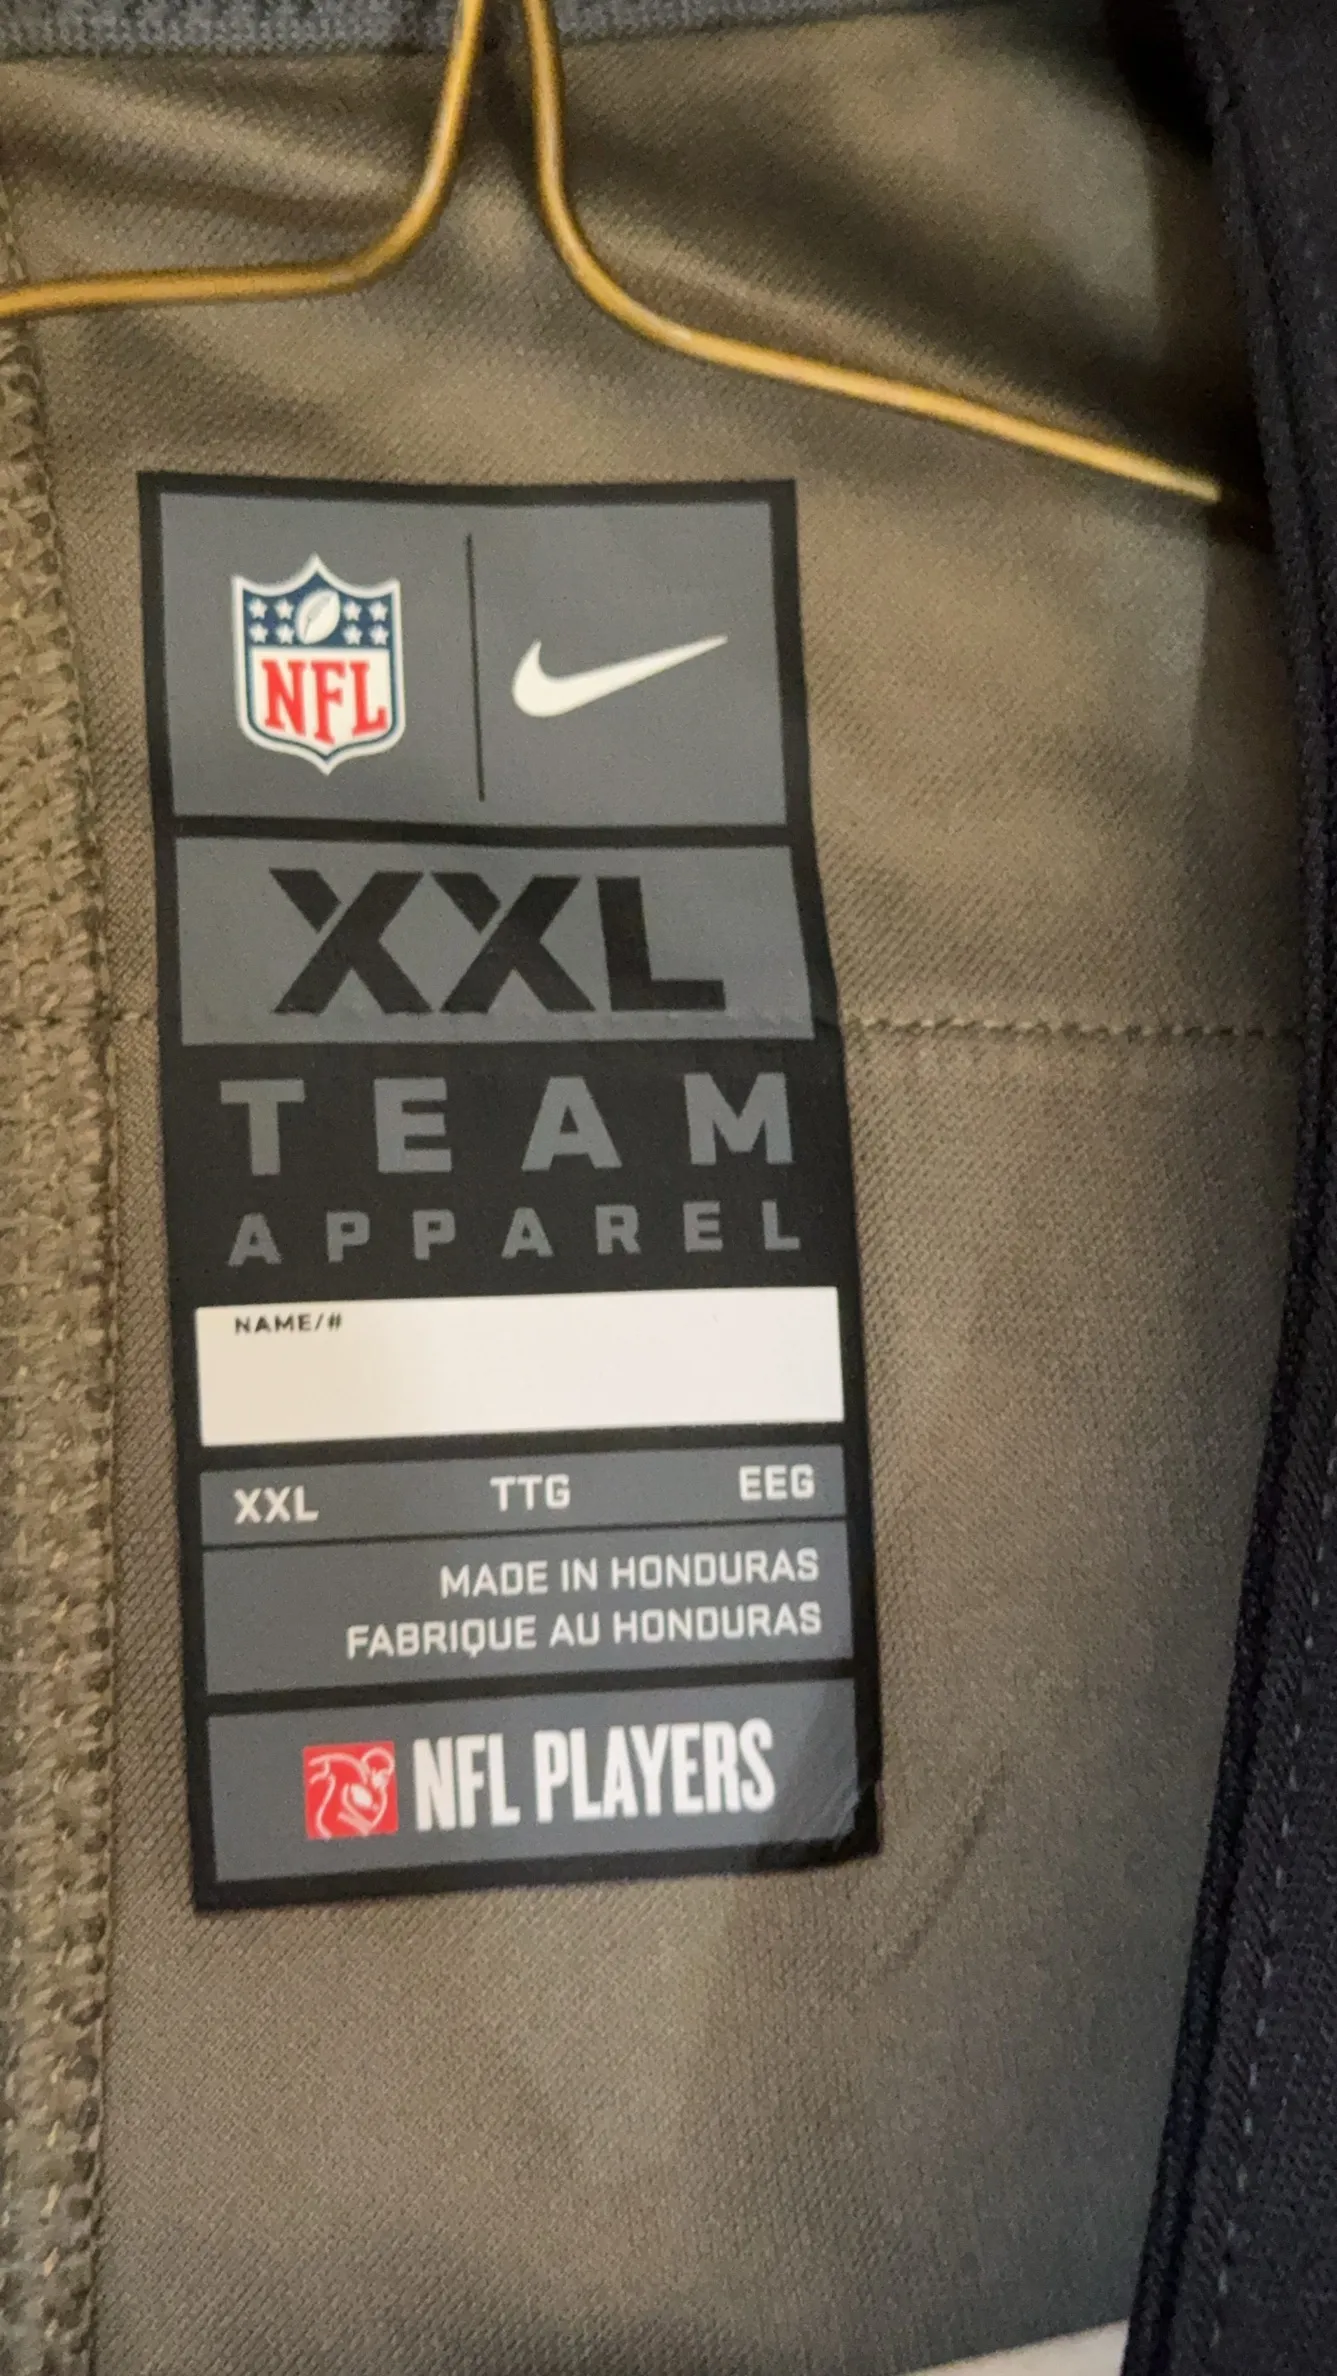 NFL
XXL
TEAM
APPAREL
NAME/#
XXL TTG EEG
MADE IN HONDURAS
FABRIQUE AU HONDURAS
NFL PLAYERS